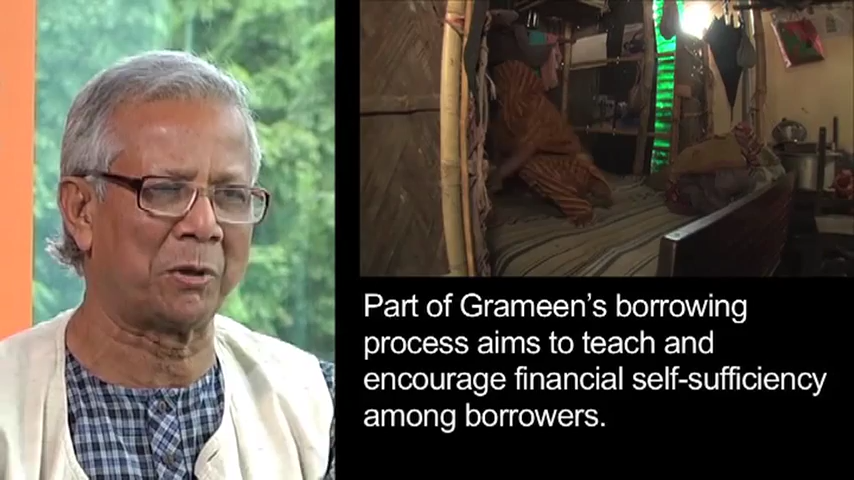 Part of Grameen’s borrowing
process aims to teach and
encourage financial self-sufficiency
among borrowers.